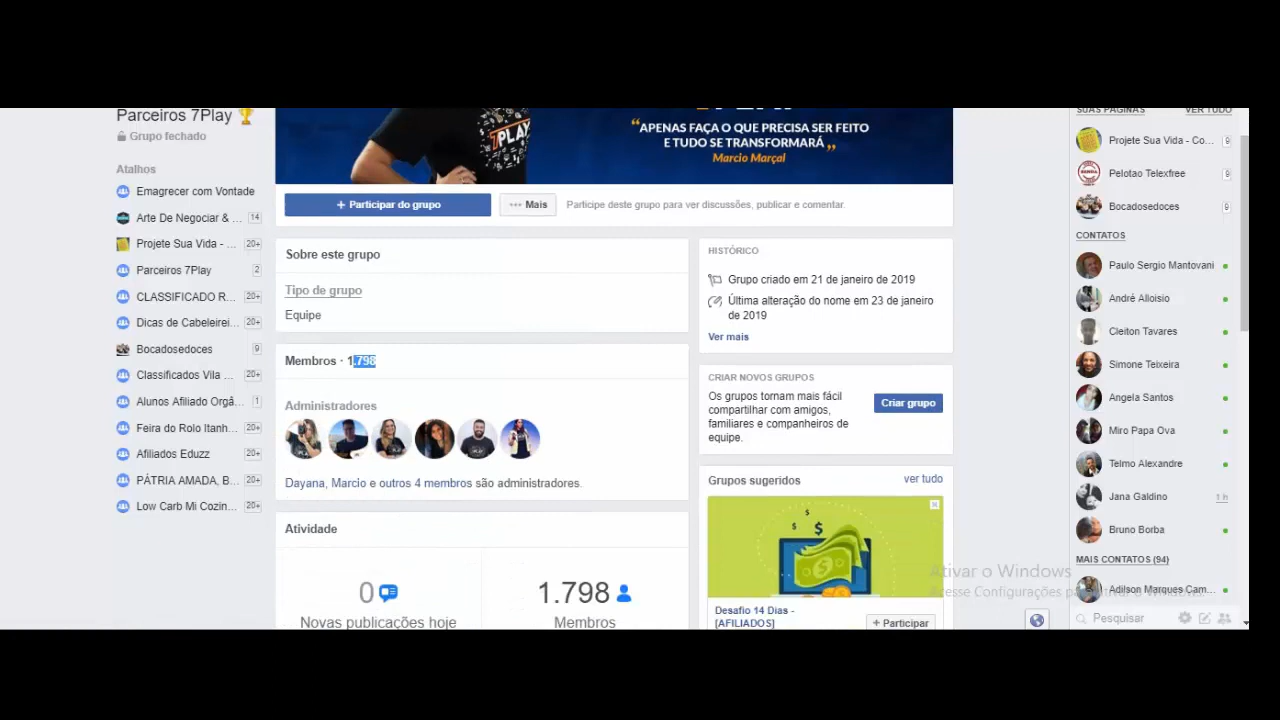 Parceiros 7Play
Grupo fechado
Atalhos
Emagrecer com Vontade
Arte De Negociar & ... 14
Projete Sua Vida - ... 20+
Parceiros 7Play 2
CLASSIFICADO R... 20+
Dicas de Cabeleirei... 20+
Bocadosedoces 9
Classificados Vila ... 20+
Alunos Afiliado Orgâ... 1
Feira do Rolo Itanh... 20+
Afiliados Eduzz 20+
PÁTRIA AMADA, B... 20+
Low Carb Mi Cozin... 20+
7PLAY
“APENAS FAÇA O QUE PRECISA SER FEITO
E TUDO SE TRANSFORMARÁ”
Marcio Marçal
+ Participar do grupo
••• Mais
Participe deste grupo para ver discussões, publicar e comentar.
Sobre este grupo
Tipo de grupo
Equipe
Membros · 1.798
Administradores
Dayana, Marcio e outros 4 membros são administradores.
Atividade
0
Novas publicações hoje
1.798
Membros
HISTÓRICO
Grupo criado em 21 de janeiro de 2019
Última alteração do nome em 23 de janeiro
de 2019
Ver mais
CRIAR NOVOS GRUPOS
Os grupos tornam mais fácil
compartilhar com amigos,
familiares e companheiros de
equipe.
Criar grupo
Grupos sugeridos
ver tudo
Desafio 14 Dias -
[AFILIADOS]
+ Participar
SUAS PÁGINAS
VER TUDO
Projete Sua Vida - Co... 9
Pelotao Telexfree 9
Bocadosedoces 9
CONTATOS
Paulo Sergio Mantovani
André Alloisio
Cleiton Tavares
Simone Teixeira
Angela Santos
Miro Papa Ova
Telmo Alexandre
Jana Galdino 1 h
Bruno Borba
MAIS CONTATOS (94)
Adilson Marques Cam...
Pesquisar
Ativar o Windows
Acesse Configurações para ativar o Windows.